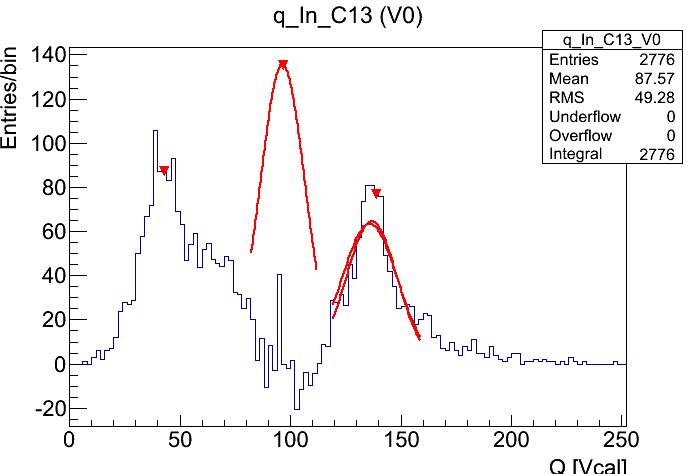 q_In_C13 (V0)
q_In_C13_V0
Entries 2776
Mean 87.57
RMS 49.28
Underflow 0
Overflow 0
Integral 2776
Entries/bin
140
120
100
80
60
40
20
0
-20
0 50 100 150 200 250
Q [Vcal]